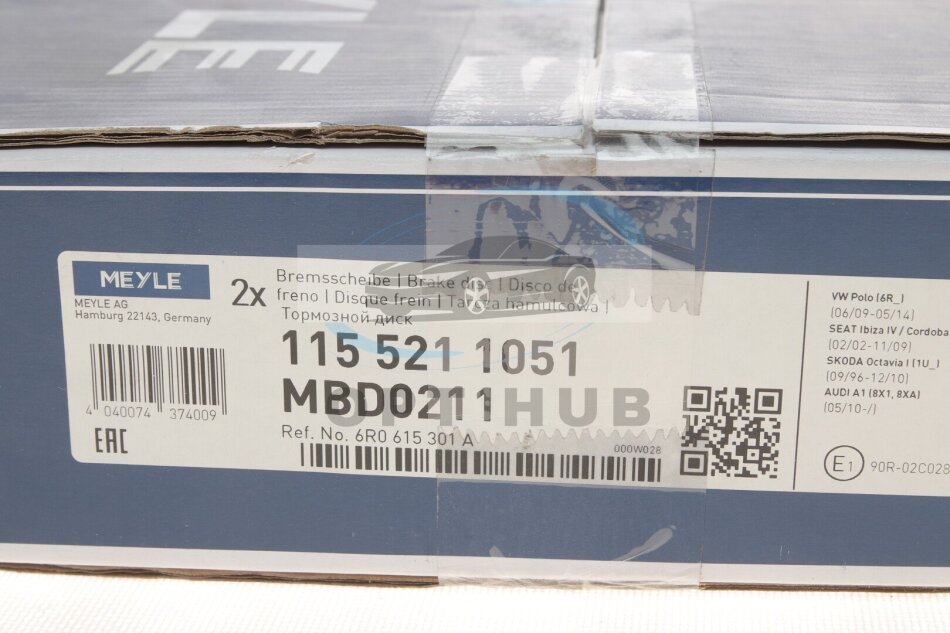 MEYLE
MEYLE AG
Hamburg 22143, Germany
4 040074 374009
EAC
2x
Bremsscheibe | Brake disc | Disco de
freno | Disque frein | Tarcza hamulcowa |
Тормозной диск
115 521 1051
MBD0211
Ref. No. 6R0 615 301 A
000W028
HUB
VW Polo (6R_)
(06/09-05/14)
SEAT Ibiza IV / Cordoba
(02/02-11/09)
SKODA Octavia I (1U_)
(09/96-12/10)
AUDI A1 (8X1, 8XA)
(05/10-/)
E1 90R-02C028